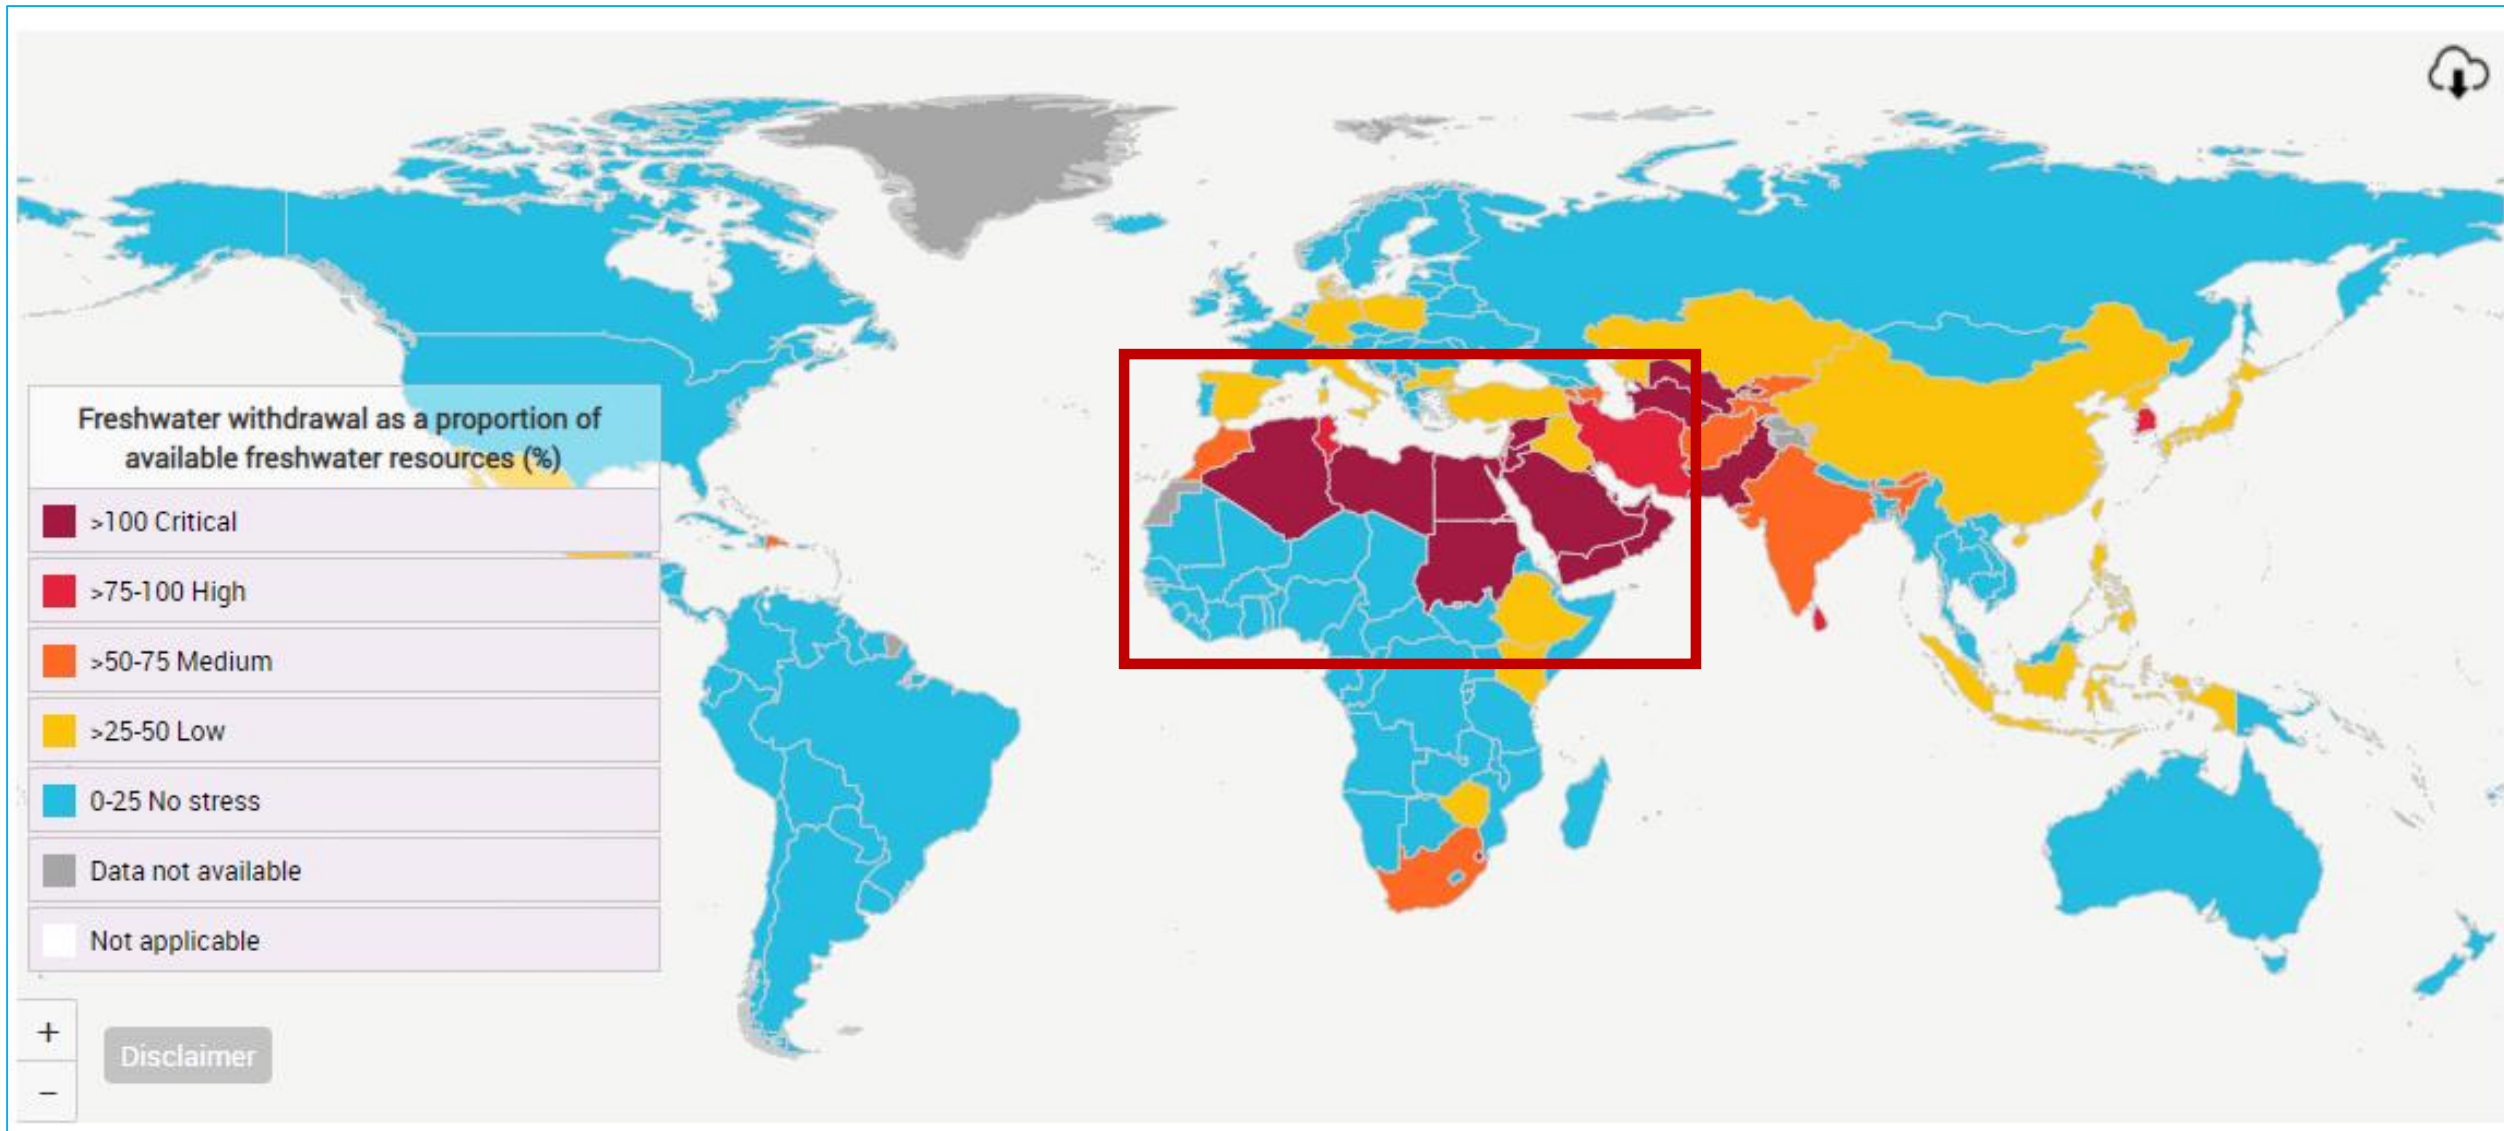 Freshwater withdrawal as a proportion of
available freshwater resources (%)
>100 Critical
>75-100 High
>50-75 Medium
>25-50 Low
0-25 No stress
Data not available
Not applicable
+
Disclaimer
−